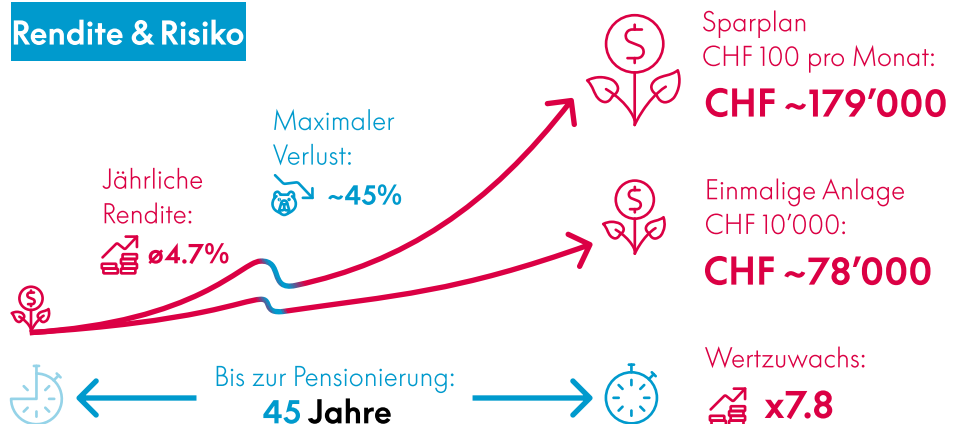 Rendite & Risiko
Sparplan
CHF 100 pro Monat:
CHF ~179’000
Maximaler
Verlust:
~45%
Jährliche
Rendite:
ø4.7%
Einmalige Anlage
CHF 10’000:
CHF ~78’000
Bis zur Pensionierung:
45 Jahre
Wertzuwachs:
x7.8